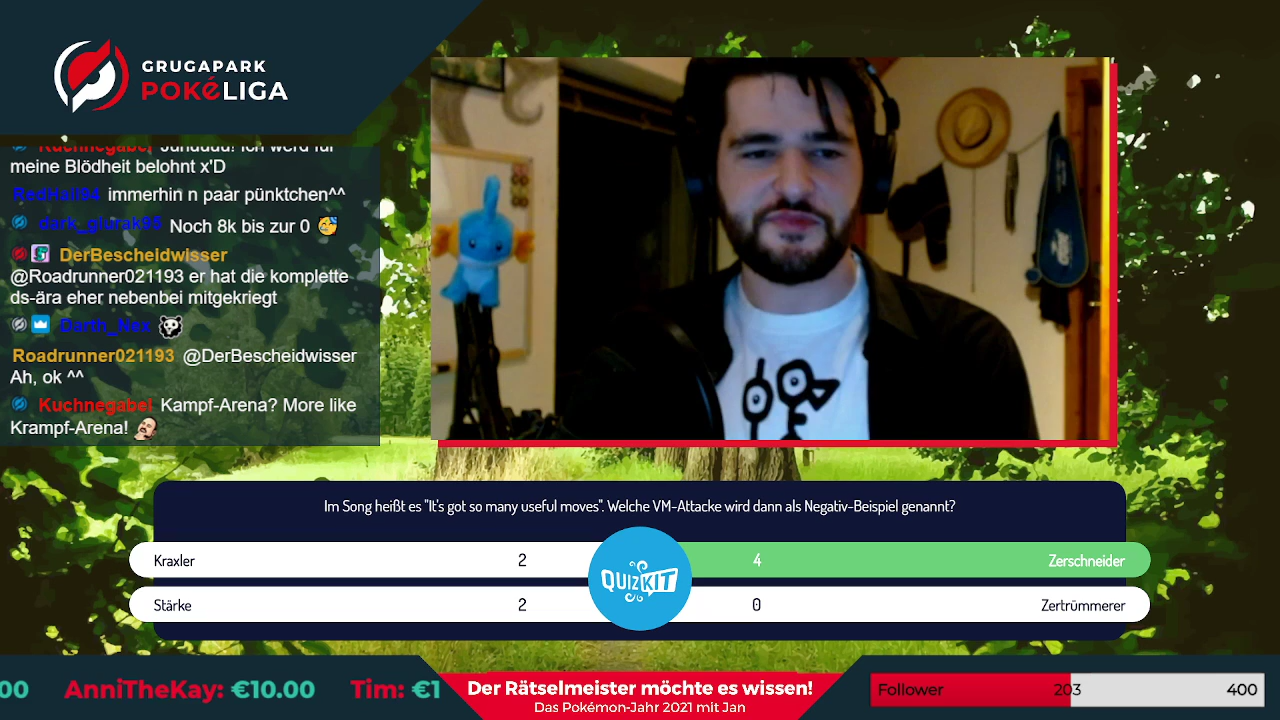 GRUGAPARK
POKéLIGA
meine Blödheit belohnt x'D
RedHail94 immerhin n paar pünktchen^^
dark_glurak95 Noch 8k bis zur 0
DerBescheidwisser
@Roadrunner021193 er hat die komplette
ds-ära eher nebenbei mitgekriegt
Darth_Nex
Roadrunner021193 @DerBescheidwisser
Ah, ok ^^
Kuchnegabel Kampf-Arena? More like
Krampf-Arena!
Im Song heißt es "It's got so many useful moves". Welche VM-Attacke wird dann als Negativ-Beispiel genannt?
Kraxler 2 4 Zerschneider
QUIZKIT
Stärke 2 0 Zertrümmerer
00 AnniTheKay: €10.00 Tim: €1
Der Rätselmeister möchte es wissen!
Das Pokémon-Jahr 2021 mit Jan
Follower 203 400